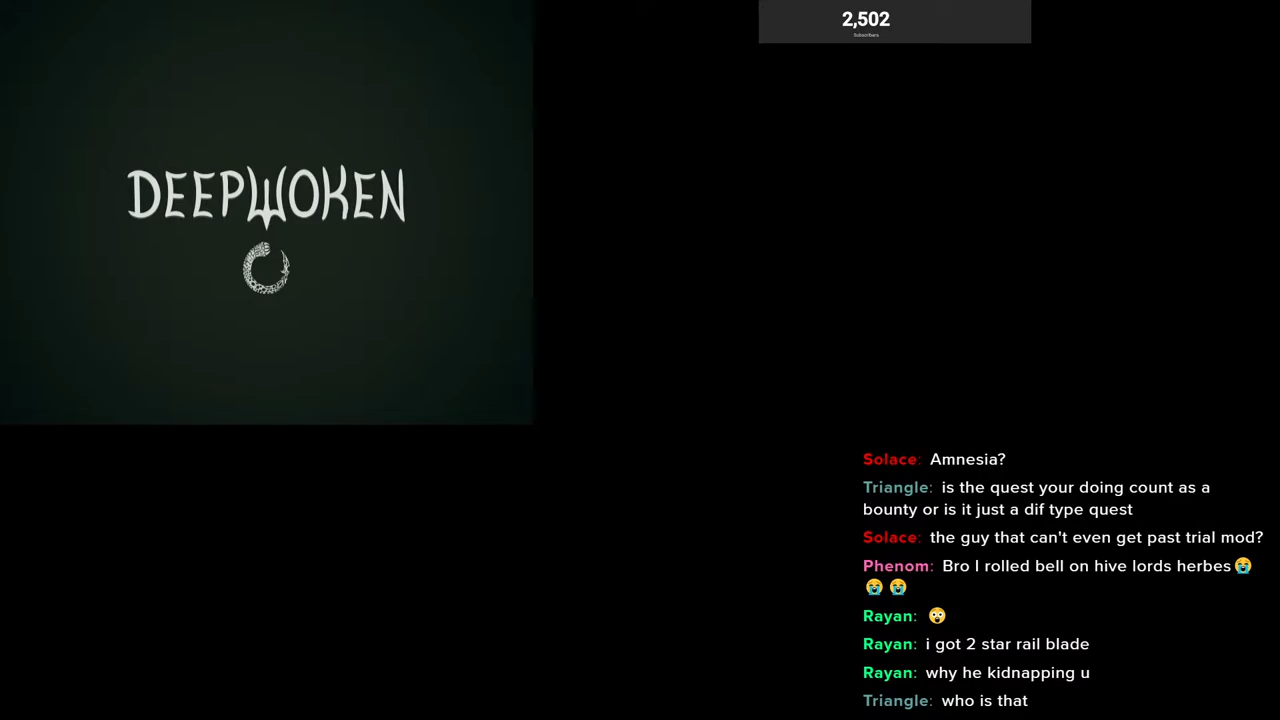 2,502
Subscribers
DEEPWOKEN
Solace: Amnesia?
Triangle: is the quest your doing count as a
bounty or is it just a dif type quest
Solace: the guy that can't even get past trial mod?
Phenom: Bro I rolled bell on hive lords herbes😭
😭 😭
Rayan: 😲
Rayan: i got 2 star rail blade
Rayan: why he kidnapping u
Triangle: who is that